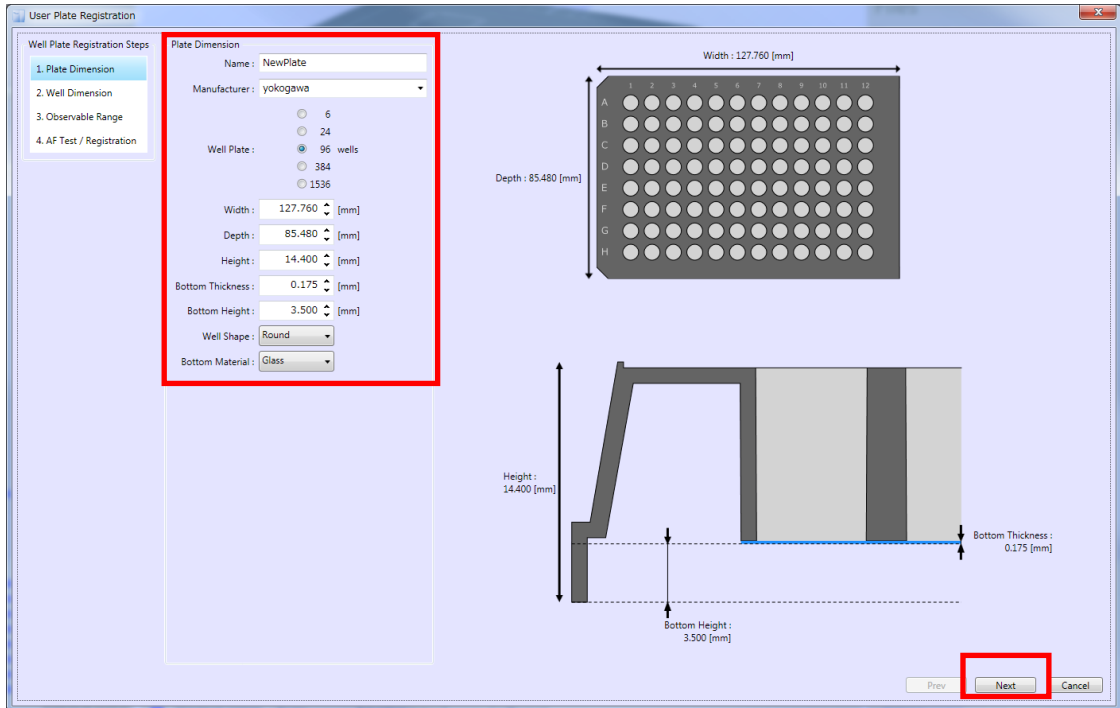 User Plate Registration
Well Plate Registration Steps
1. Plate Dimension
2. Well Dimension
3. Observable Range
4. AF Test / Registration
Plate Dimension
Name : NewPlate
Manufacturer : yokogawa
Well Plate :
6
24
96 wells
384
1536
Width : 127.760 [mm]
Depth : 85.480 [mm]
Height : 14.400 [mm]
Bottom Thickness : 0.175 [mm]
Bottom Height : 3.500 [mm]
Well Shape : Round
Bottom Material : Glass
Width : 127.760 [mm]
1 2 3 4 5 6 7 8 9 10 11 12
A
B
C
D
E
F
G
H
Depth : 85.480 [mm]
Height :
14.400 [mm]
Bottom Thickness :
0.175 [mm]
Bottom Height :
3.500 [mm]
Prev Next Cancel